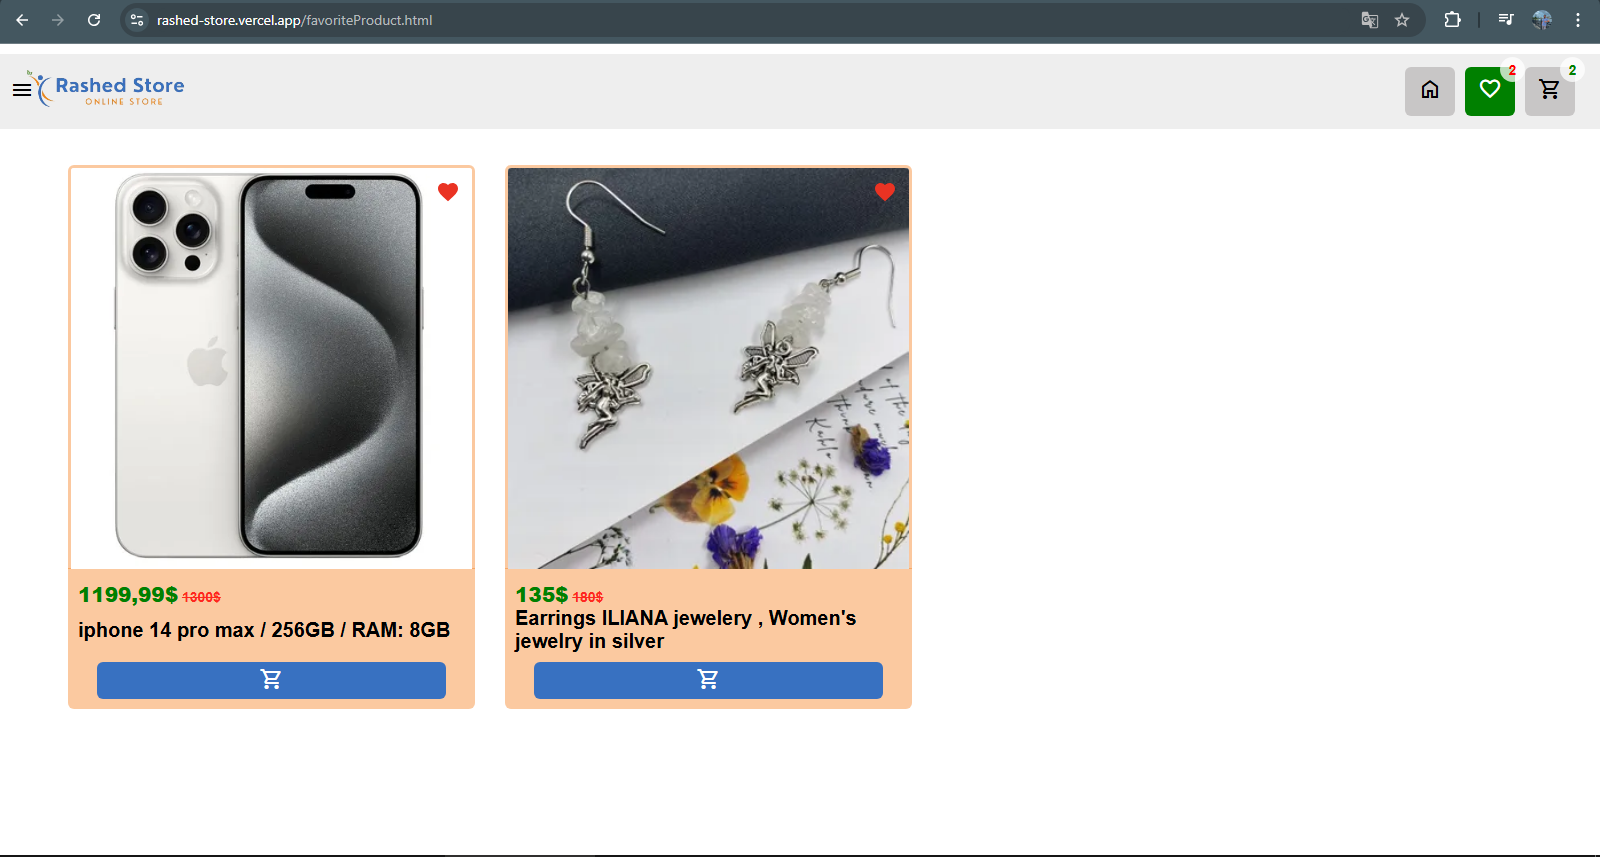 rashed-store.vercel.app/favoriteProduct.html
Rashed Store
ONLINE STORE
2
2
1199,99$ 1300$
iphone 14 pro max / 256GB / RAM: 8GB
135$ 180$
Earrings ILIANA jewelery , Women's
jewelry in silver